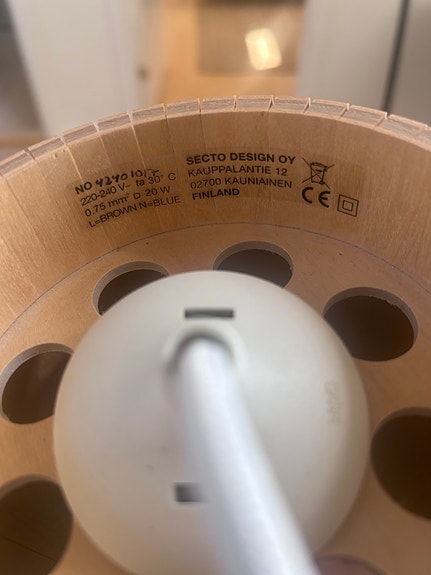 NO
220-240 V~ ta 30° C
0.75 mm² 20 W
L=BROWN N=BLUE
SECTO DESIGN OY
KAUPPALANTIE 12
02700 KAUNIAINEN
FINLAND
CE